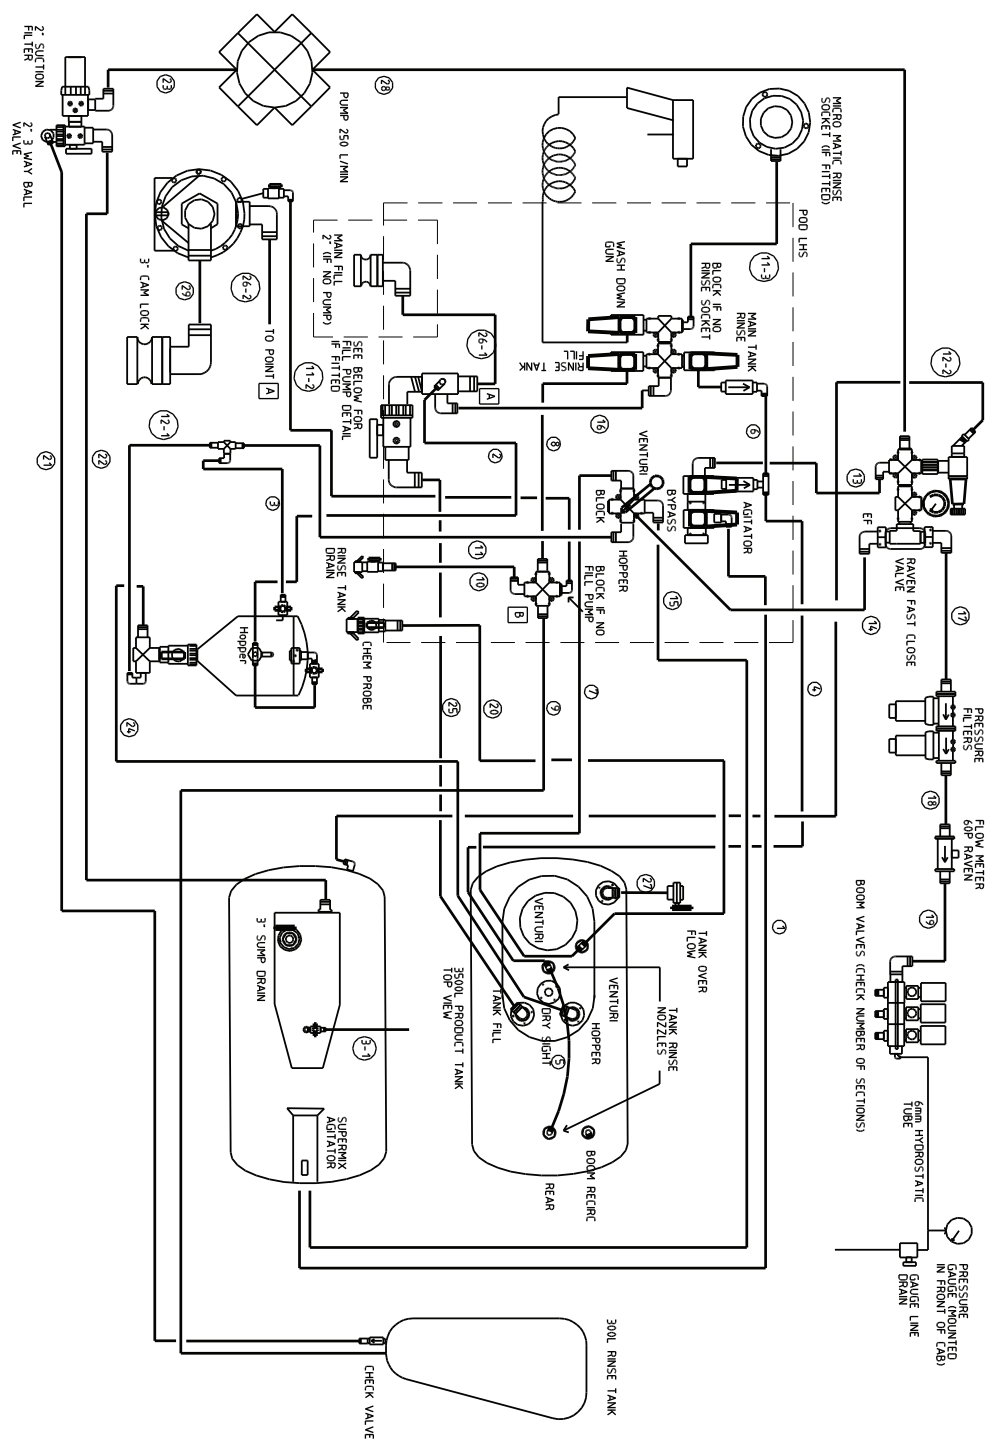 2" SUCTION
FILTER
2" 3 WAY BALL
VALVE
23
28
PUMP 250 L/MIN
MICRO MATIC RINSE
SOCKET (IF
FITTED)
POD LHS
11-3
WASH DOWN
GUN
BLOCK IF NO
RINSE SOCKET
MAIN TANK
RINSE
RINSE TANK
FILL
MAIN FILL
2" (IF NO PUMP)
26-1
26-2
29
3" CAM LOCK
TO POINT
A
11-2
SEE BELOW FOR
FILL PUMP DETAIL
IF FITTED
A
12-2
12-1
21
22
3
2
8
16
6
13
VENTURI
BLOCK
BYPASS
AGITATOR
HOPPER
EF
RAVEN FAST CLOSE
VALVE
17
14
15
11
10
RINSE TANK
DRAIN
BLOCK IF NO
FILL PUMP
B
CHEM PROBE
Hopper
24
25
20
9
7
4
PRESSURE
FILTERS
18
FLOW METER
60P RAVEN
19
BOOM VALVES (CHECK NUMBER OF SECTIONS)
27
TANK OVER
FLOW
1
VENTURI
VENTURI
HOPPER
TANK RINSE
NOZZLES
DRY SIGHT
5
TANK FILL
3500L PRODUCT TANK
TOP VIEW
3" SUMP DRAIN
3-1
SUPERMIX
AGITATOR
BOOM RECIRC
REAR
6mm HYDROSTATIC
TUBE
PRESSURE
GAUGE (MOUNTED
IN FRONT OF CAB)
GAUGE LINE
DRAIN
300L RINSE TANK
CHECK VALVE